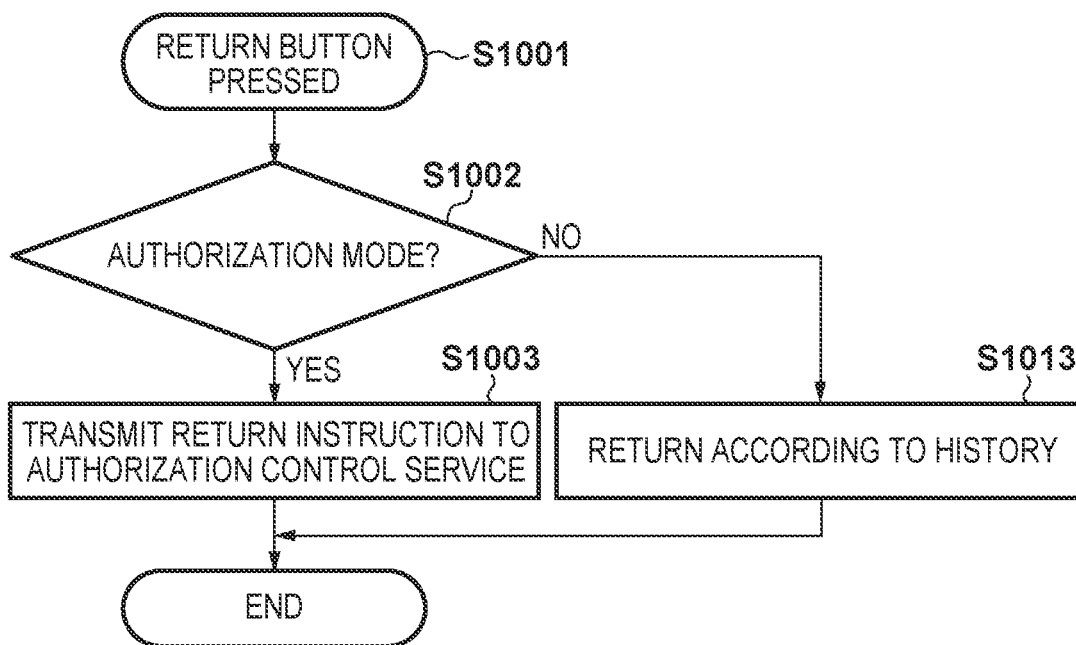 RETURN BUTTON
PRESSED
S1001
S1002
AUTHORIZATION MODE?
NO
YES
S1003
S1013
TRANSMIT RETURN INSTRUCTION TO
AUTHORIZATION CONTROL SERVICE
RETURN ACCORDING TO HISTORY
END